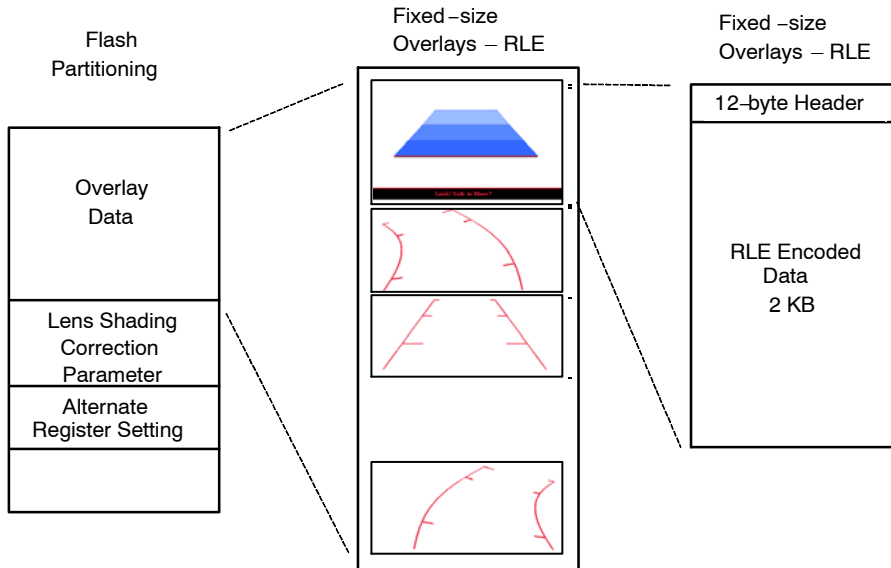 Flash
Partitioning
Overlay
Data
Lens Shading
Correction
Parameter
Alternate
Register Setting
Fixed–size
Overlays – RLE
Fixed –size
Overlays – RLE
12–byte Header
RLE Encoded
Data
2 KB